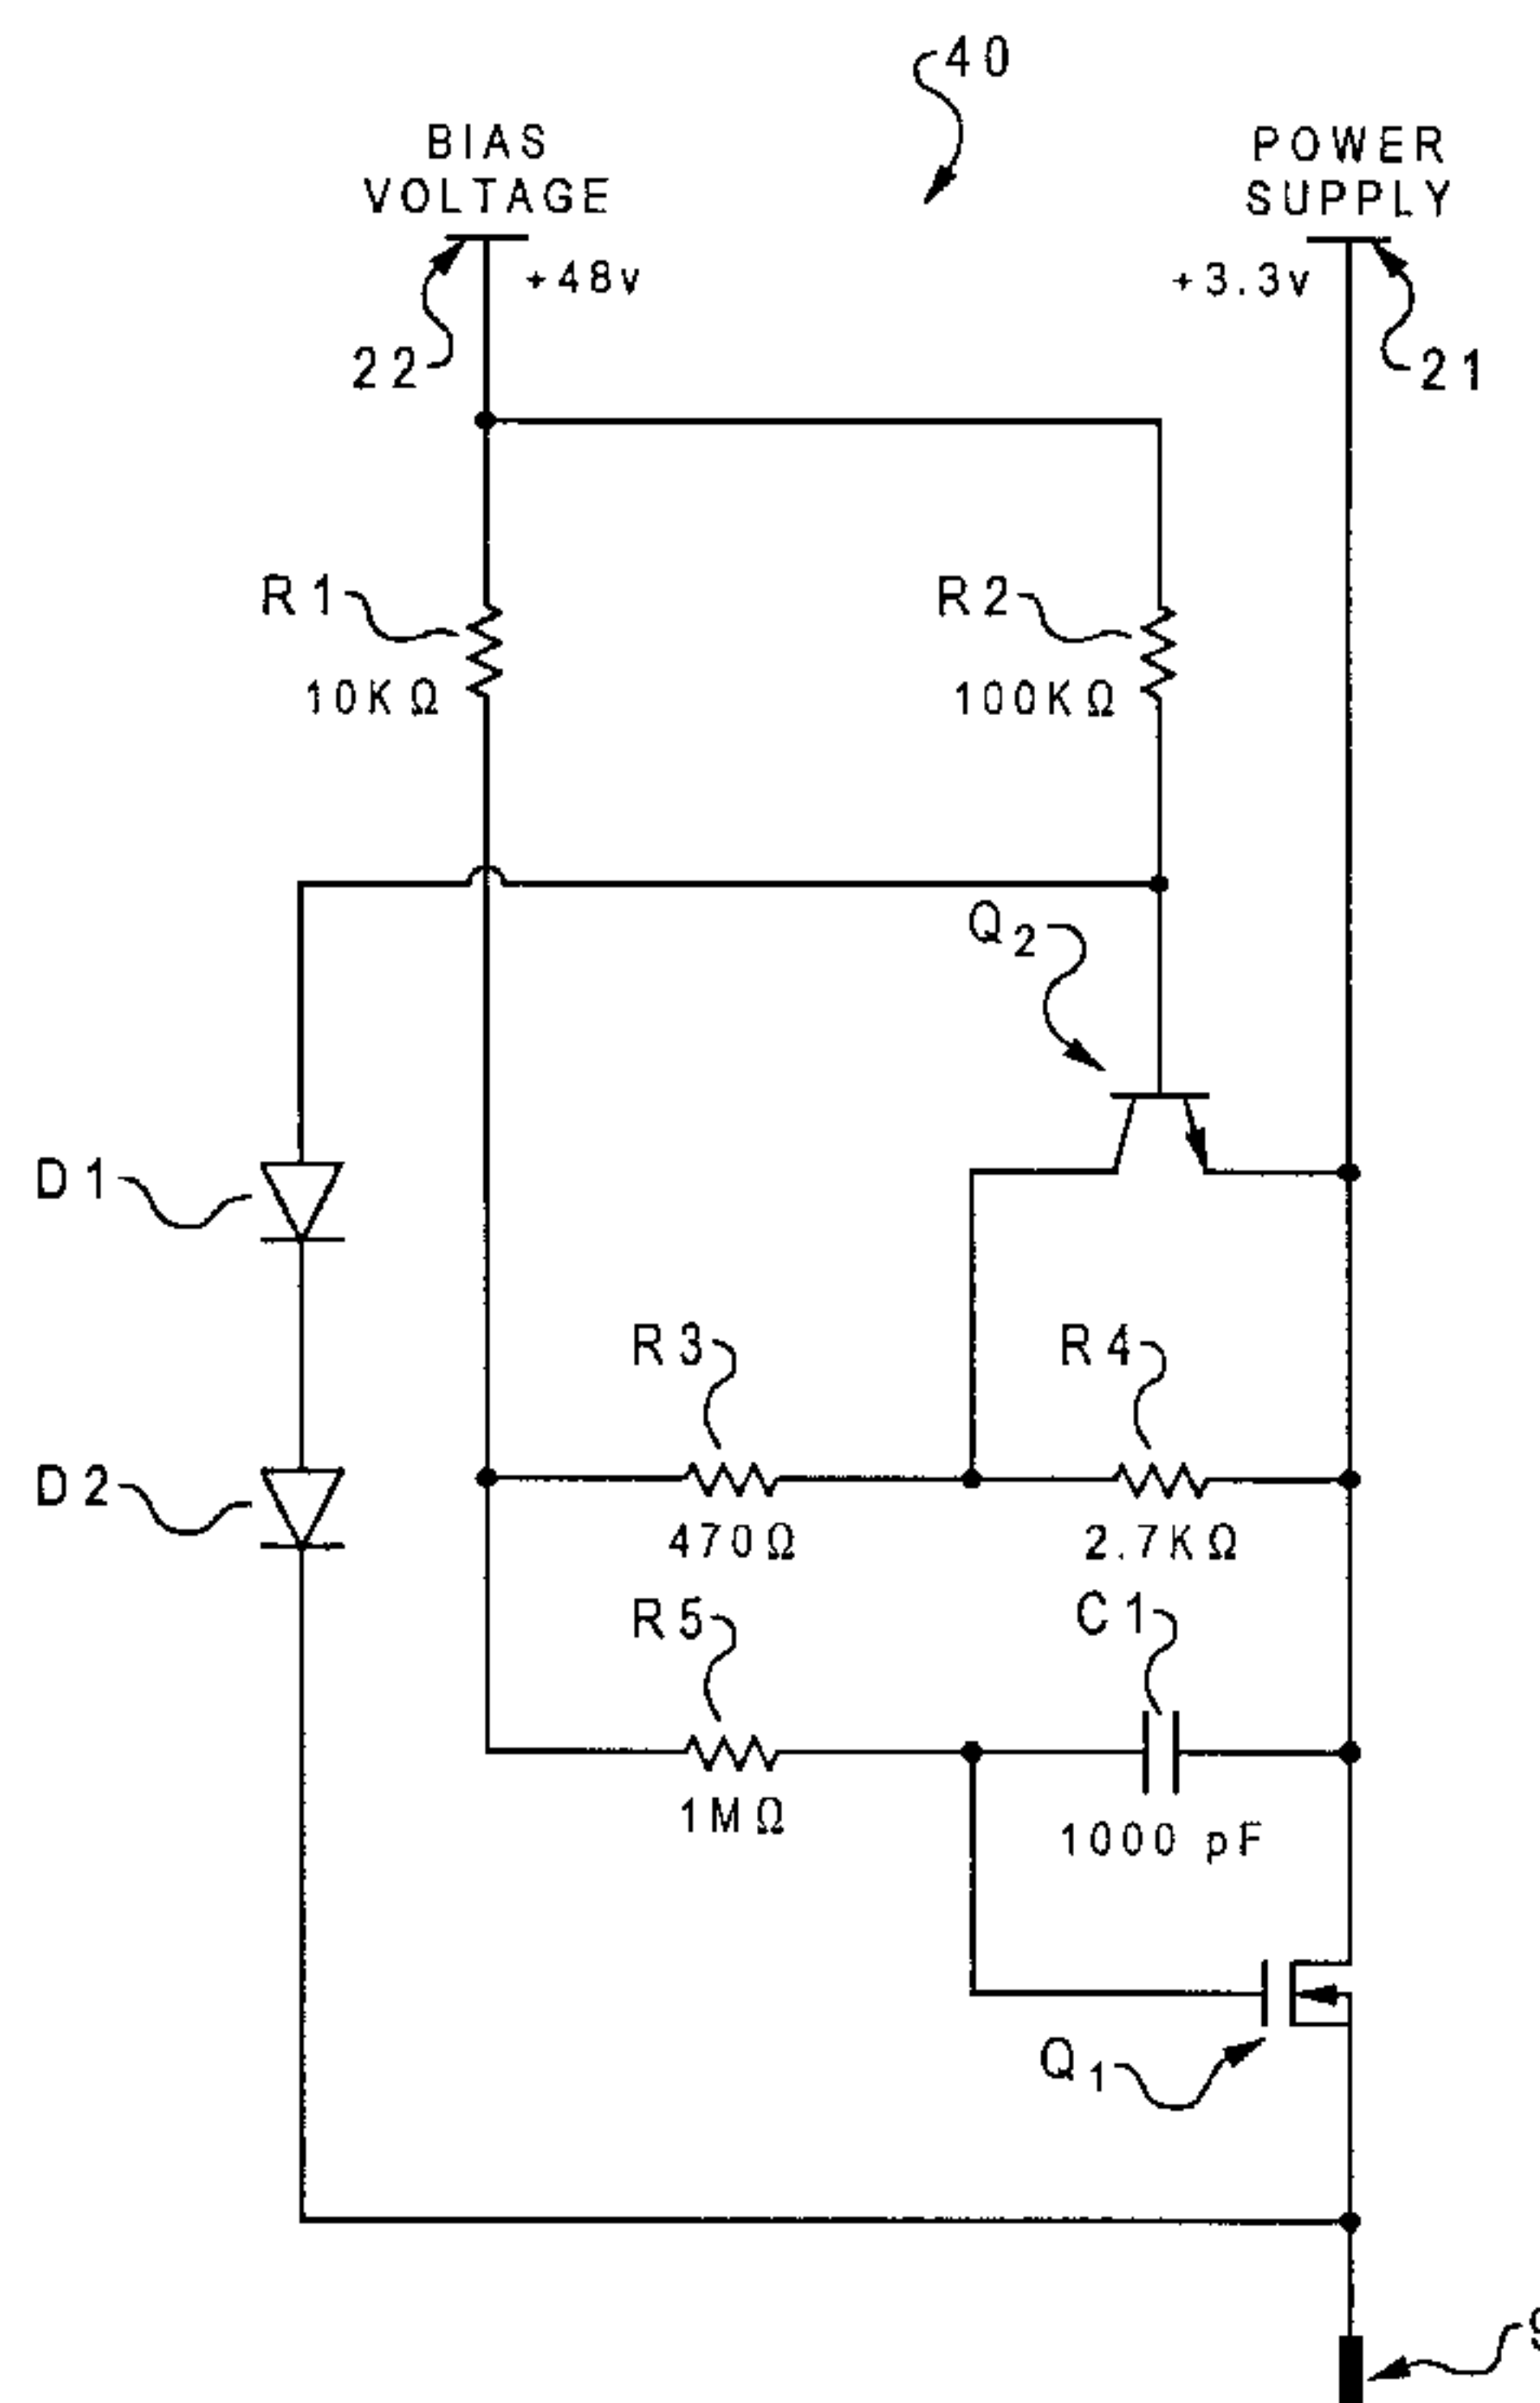 40
BIAS
VOLTAGE
POWER
SUPPLY
+48v
+3.3v
22
21
R1
10KΩ
R2
100KΩ
Q2
D1
R3
470Ω
R4
2.7KΩ
D2
R5
1MΩ
C1
1000 pF
Q1